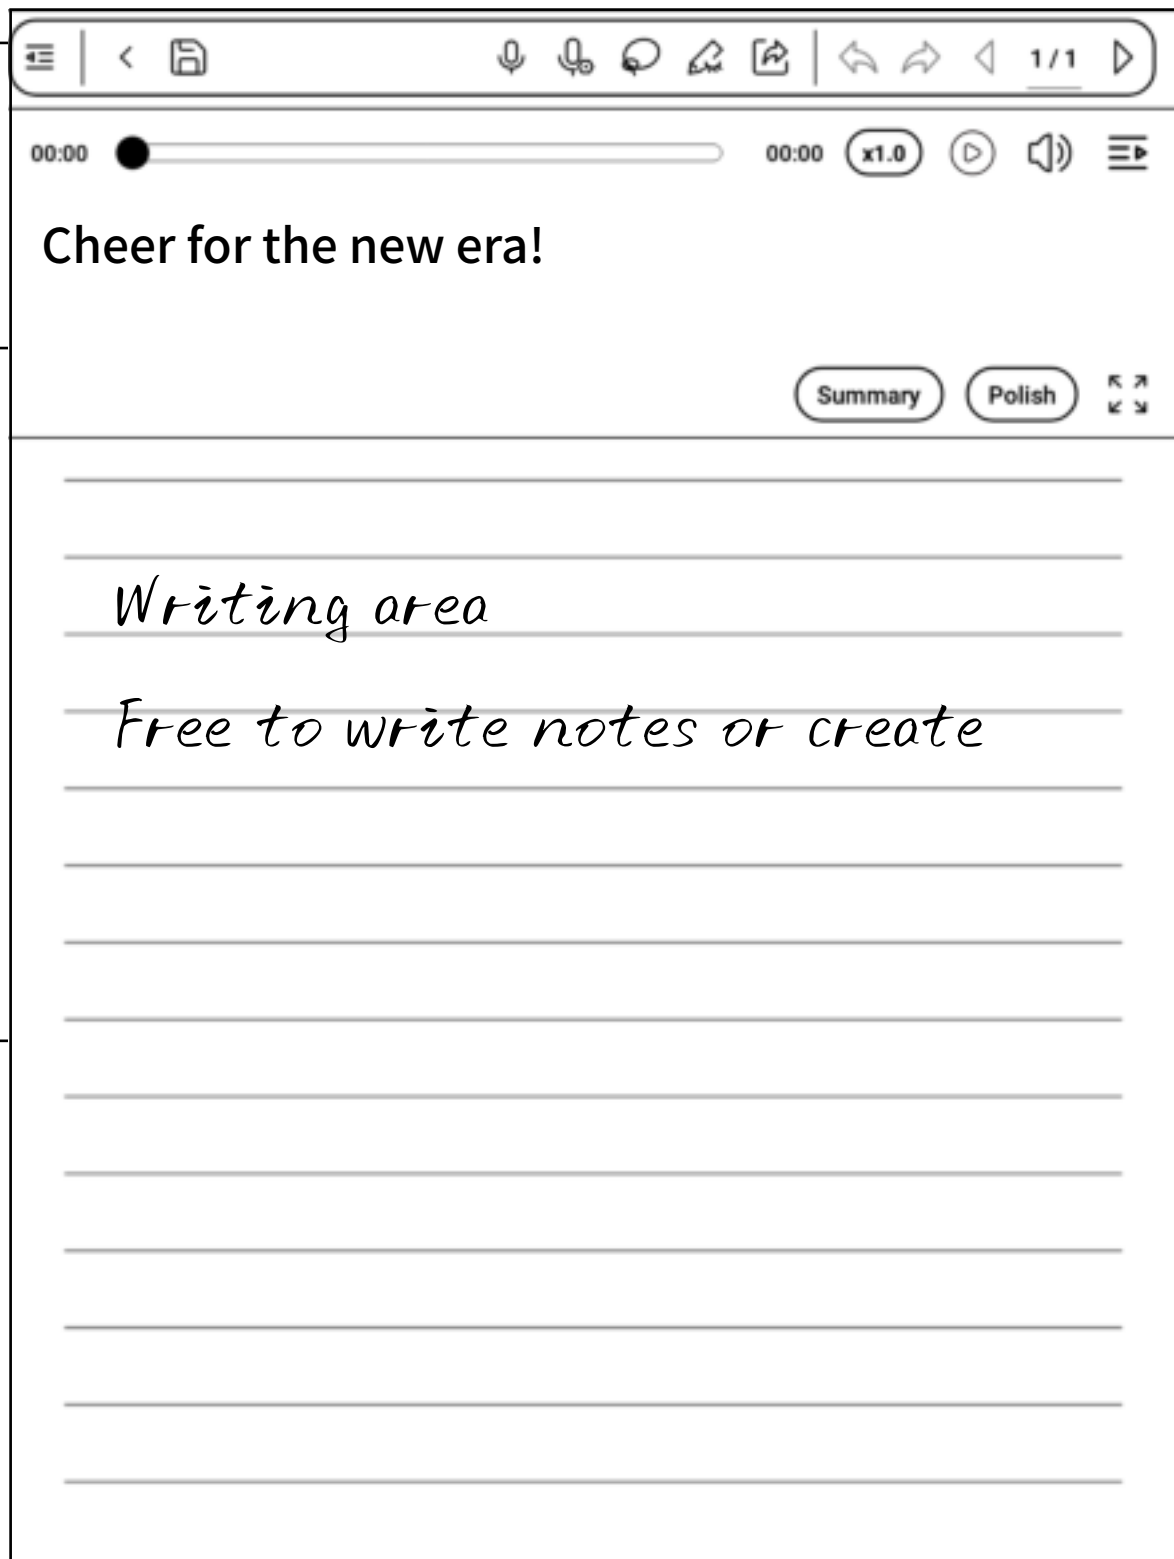 1 / 1
00:00 00:00 x1.0
Cheer for the new era!
Summary Polish
Writing area
Free to write notes or create